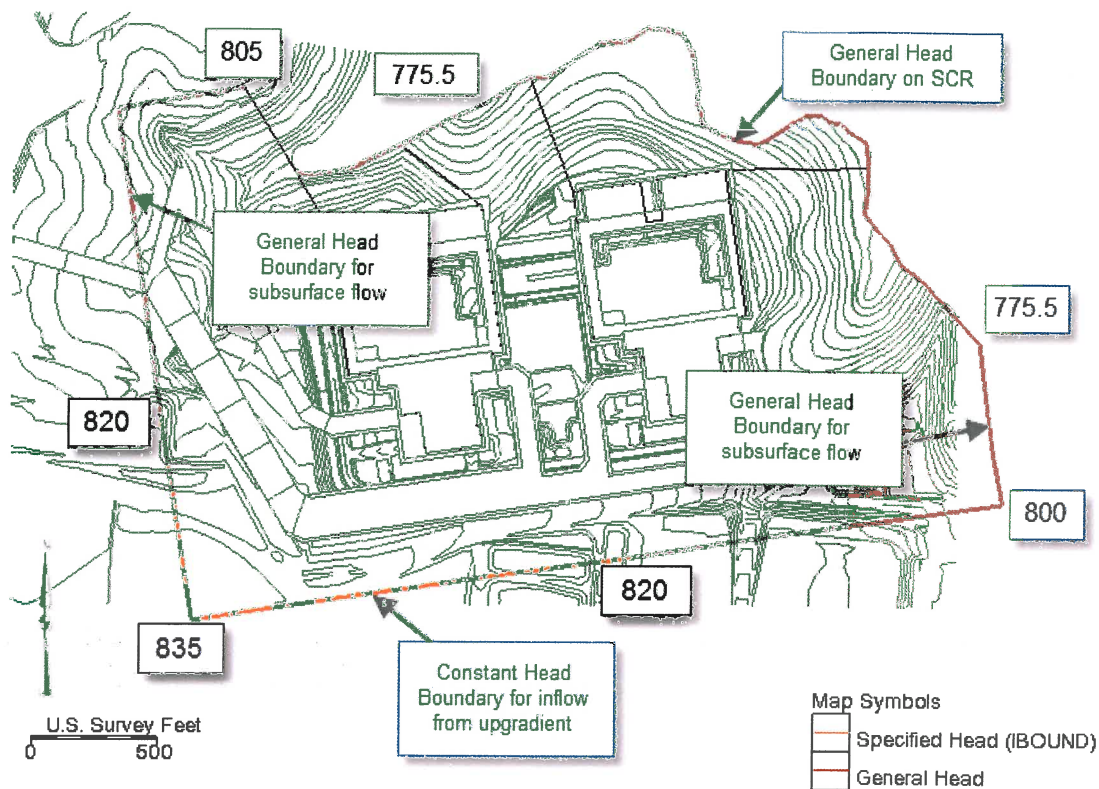 805
775.5
General Head
Boundary on SCR
General Head
Boundary for
subsurface flow
775.5
820
General Head
Boundary for
subsurface flow
800
820
835
Constant Head
Boundary for inflow
from upgradient
U.S. Survey Feet
0 500
Map Symbols
Specified Head (IBOUND)
General Head